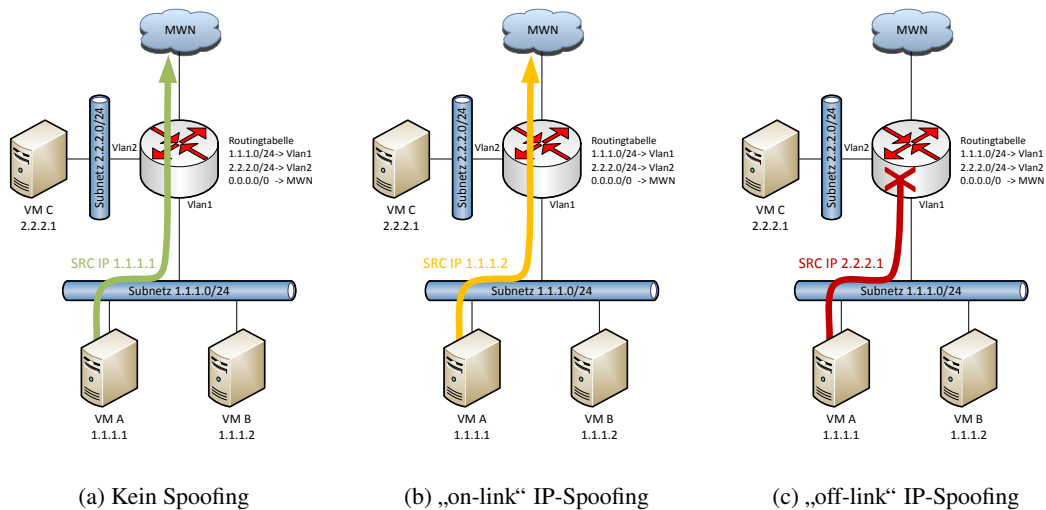 MWN
Subnetz 2.2.2.0/24
Vlan2
Routingtabelle
1.1.1.0/24-> Vlan1
2.2.2.0/24-> Vlan2
0.0.0.0/0 -> MWN
VM C
2.2.2.1
Vlan1
SRC IP 1.1.1.1
Subnetz 1.1.1.0/24
VM A
1.1.1.1
VM B
1.1.1.2
(a) Kein Spoofing
MWN
Subnetz 2.2.2.0/24
Vlan2
Routingtabelle
1.1.1.0/24-> Vlan1
2.2.2.0/24-> Vlan2
0.0.0.0/0 -> MWN
VM C
2.2.2.1
Vlan1
SRC IP 1.1.1.2
Subnetz 1.1.1.0/24
VM A
1.1.1.1
VM B
1.1.1.2
(b) „on-link“ IP-Spoofing
MWN
Subnetz 2.2.2.0/24
Vlan2
Routingtabelle
1.1.1.0/24-> Vlan1
2.2.2.0/24-> Vlan2
0.0.0.0/0 -> MWN
VM C
2.2.2.1
Vlan1
SRC IP 2.2.2.1
Subnetz 1.1.1.0/24
VM A
1.1.1.1
VM B
1.1.1.2
(c) „off-link“ IP-Spoofing